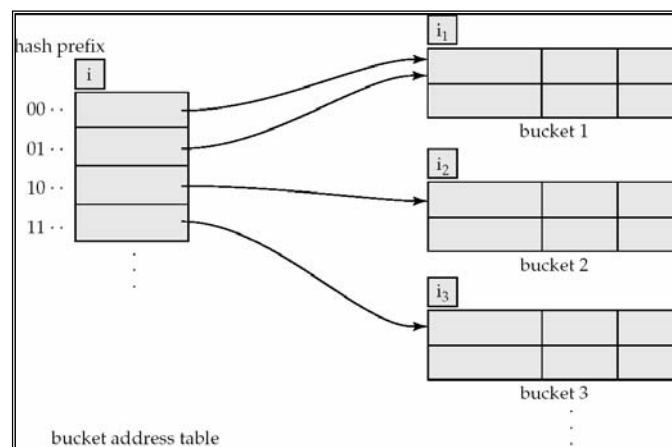 hash prefix
i
00··
01··
10··
11··
bucket address table
i₁
bucket 1
i₂
bucket 2
i₃
bucket 3